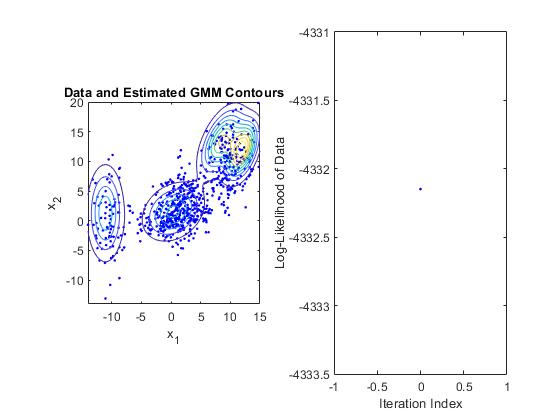 Data and Estimated GMM Contours
20
15
10
5
0
-5
-10
x2
-10 -5 0 5 10 15
x1
-4331
-4331.5
-4332
-4332.5
-4333
-4333.5
Log-Likelihood of Data
-1 -0.5 0 0.5 1
Iteration Index